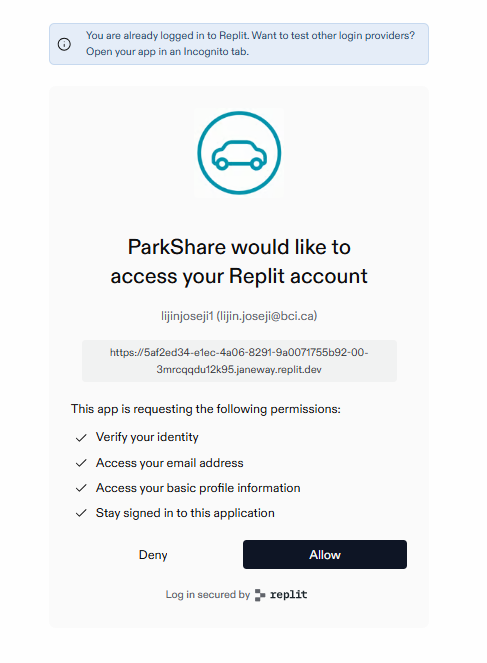 You are already logged in to Replit. Want to test other login providers?
Open your app in an Incognito tab.
ParkShare would like to
access your Replit account
lijinjoseji1 (lijin.joseji@bci.ca)
https://5af2ed34-e1ec-4a06-8291-9a0071755b92-00-
3mrcqqdu12k95.janeway.replit.dev
This app is requesting the following permissions:
Verify your identity
Access your email address
Access your basic profile information
Stay signed in to this application
Deny
Allow
Log in secured by replit